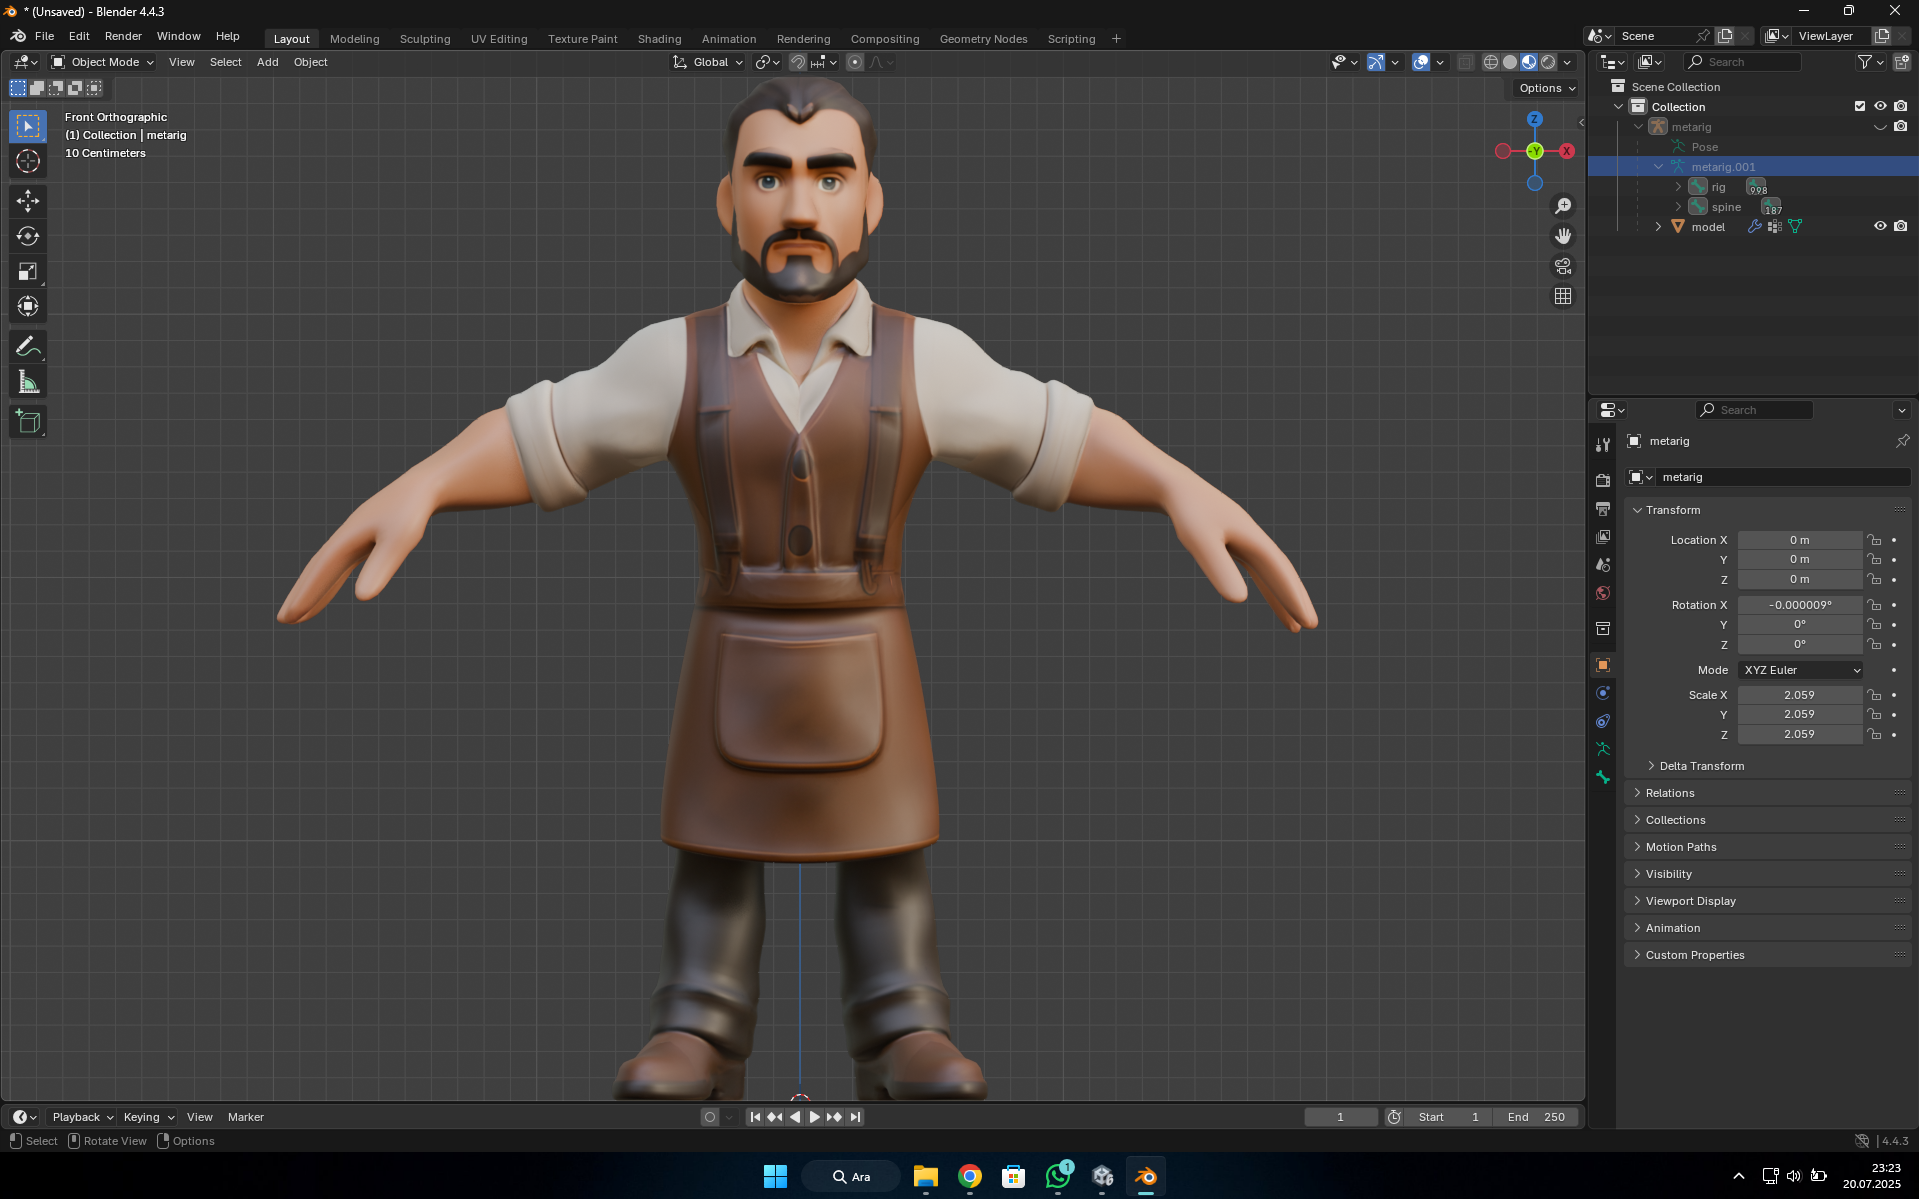 * (Unsaved) - Blender 4.4.3
File Edit Render Window Help
Layout Modeling Sculpting UV Editing Texture Paint Shading Animation Rendering Compositing Geometry Nodes Scripting +
Scene
ViewLayer
Object Mode View Select Add Object
Global
Options
Front Orthographic
(1) Collection | metarig
10 Centimeters
Z
-Y
X
Search
Scene Collection
Collection
metarig
Pose
metarig.001
rig 998
spine 187
model
Search
metarig
metarig
Transform
Location X 0 m
Y 0 m
Z 0 m
Rotation X -0.000009°
Y 0°
Z 0°
Mode XYZ Euler
Scale X 2.059
Y 2.059
Z 2.059
Delta Transform
Relations
Collections
Motion Paths
Visibility
Viewport Display
Animation
Custom Properties
Playback Keying View Marker
1
Start 1
End 250
Select Rotate View Options
4.4.3
Ara
1
23:23
20.07.2025